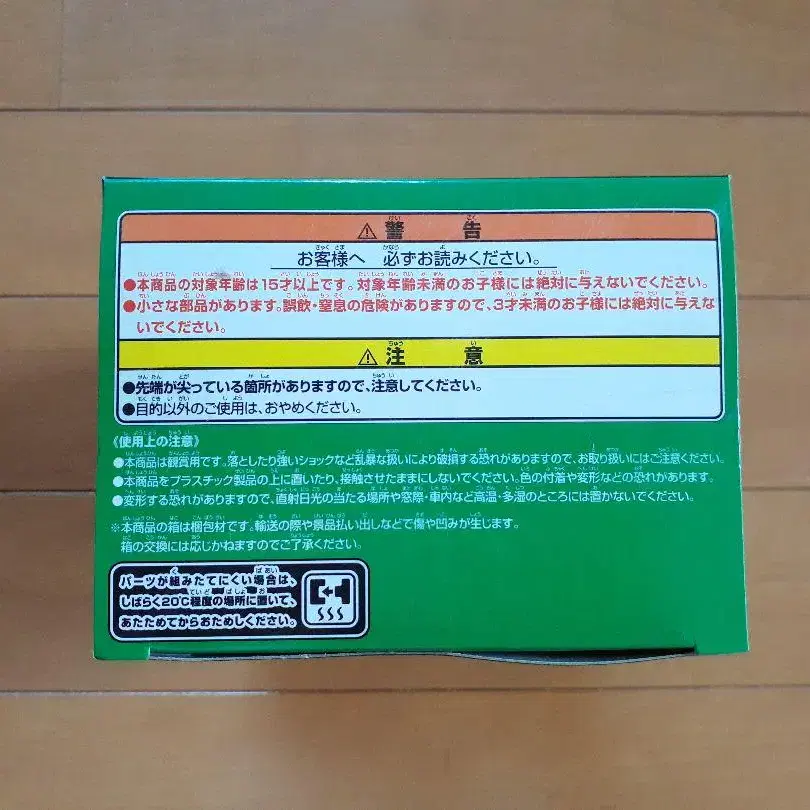 ⚠警告
お客様へ 必ずお読みください。
●本商品の対象年齢は15才以上です。対象年齢未満のお子様には絶対に与えないでください。
●小さな部品があります。誤飲・窒息の危険がありますので、3才未満のお子様には絶対に与えな
いでください。
⚠注意
●先端が尖っている箇所がありますので、注意してください。
●目的以外のご使用は、おやめください。
《使用上の注意》
●本商品は観賞用です。落としたり強いショックなど乱暴な扱いにより破損する恐れがありますので、お取り扱いにはご注意ください。
●本商品をプラスチック製品の上に置いたり、接触させたままにしないでください。色の付着や変形などの恐れがあります。
●変形する恐れがありますので、直射日光の当たる場所や窓際・車内など高温・多湿のところには置かないでください。
※本商品の箱は梱包材です。輸送の際や景品払い出しなどで傷や凹みが生じます。
箱の交換には応じかねますのでご了承ください。
パーツが組みたてにくい場合は、
しばらく20℃程度の場所に置いて、
あたためてからおためしください。